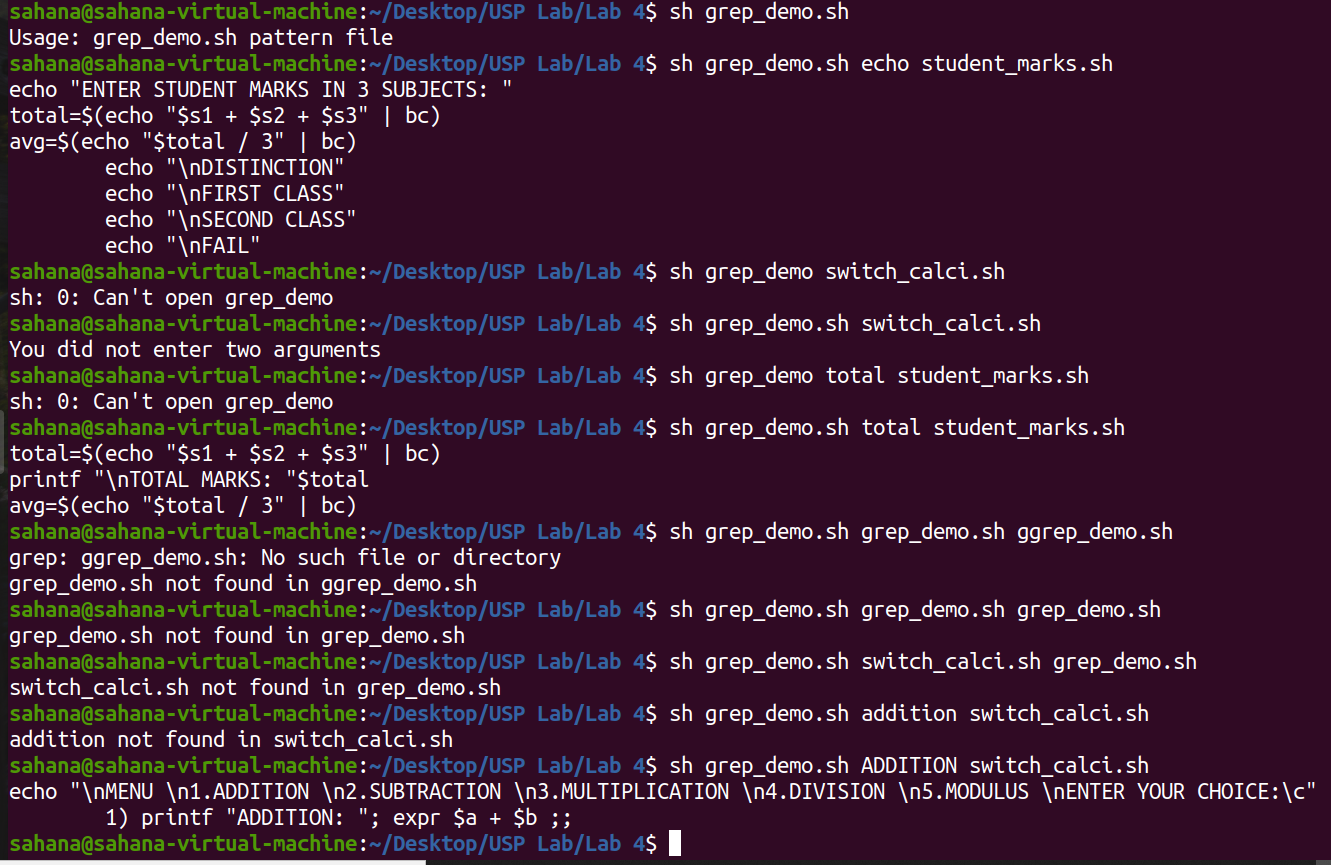 sahana@sahana-virtual-machine:~/Desktop/USP Lab/Lab 4$ sh grep_demo.sh
Usage: grep_demo.sh pattern file
sahana@sahana-virtual-machine:~/Desktop/USP Lab/Lab 4$ sh grep_demo.sh echo student_marks.sh
echo "ENTER STUDENT MARKS IN 3 SUBJECTS: "
total=$(echo "$s1 + $s2 + $s3" | bc)
avg=$(echo "$total / 3" | bc)
        echo "\nDISTINCTION"
        echo "\nFIRST CLASS"
        echo "\nSECOND CLASS"
        echo "\nFAIL"
sahana@sahana-virtual-machine:~/Desktop/USP Lab/Lab 4$ sh grep_demo switch_calci.sh
sh: 0: Can't open grep_demo
sahana@sahana-virtual-machine:~/Desktop/USP Lab/Lab 4$ sh grep_demo.sh switch_calci.sh
You did not enter two arguments
sahana@sahana-virtual-machine:~/Desktop/USP Lab/Lab 4$ sh grep_demo total student_marks.sh
sh: 0: Can't open grep_demo
sahana@sahana-virtual-machine:~/Desktop/USP Lab/Lab 4$ sh grep_demo.sh total student_marks.sh
total=$(echo "$s1 + $s2 + $s3" | bc)
printf "\nTOTAL MARKS: "$total
avg=$(echo "$total / 3" | bc)
sahana@sahana-virtual-machine:~/Desktop/USP Lab/Lab 4$ sh grep_demo.sh grep_demo.sh ggrep_demo.sh
grep: ggrep_demo.sh: No such file or directory
grep_demo.sh not found in ggrep_demo.sh
sahana@sahana-virtual-machine:~/Desktop/USP Lab/Lab 4$ sh grep_demo.sh grep_demo.sh grep_demo.sh
grep_demo.sh not found in grep_demo.sh
sahana@sahana-virtual-machine:~/Desktop/USP Lab/Lab 4$ sh grep_demo.sh switch_calci.sh grep_demo.sh
switch_calci.sh not found in grep_demo.sh
sahana@sahana-virtual-machine:~/Desktop/USP Lab/Lab 4$ sh grep_demo.sh addition switch_calci.sh
addition not found in switch_calci.sh
sahana@sahana-virtual-machine:~/Desktop/USP Lab/Lab 4$ sh grep_demo.sh ADDITION switch_calci.sh
echo "\nMENU \n1.ADDITION \n2.SUBTRACTION \n3.MULTIPLICATION \n4.DIVISION \n5.MODULUS \nENTER YOUR CHOICE:\c"
        1) printf "ADDITION: "; expr $a + $b ;;
sahana@sahana-virtual-machine:~/Desktop/USP Lab/Lab 4$